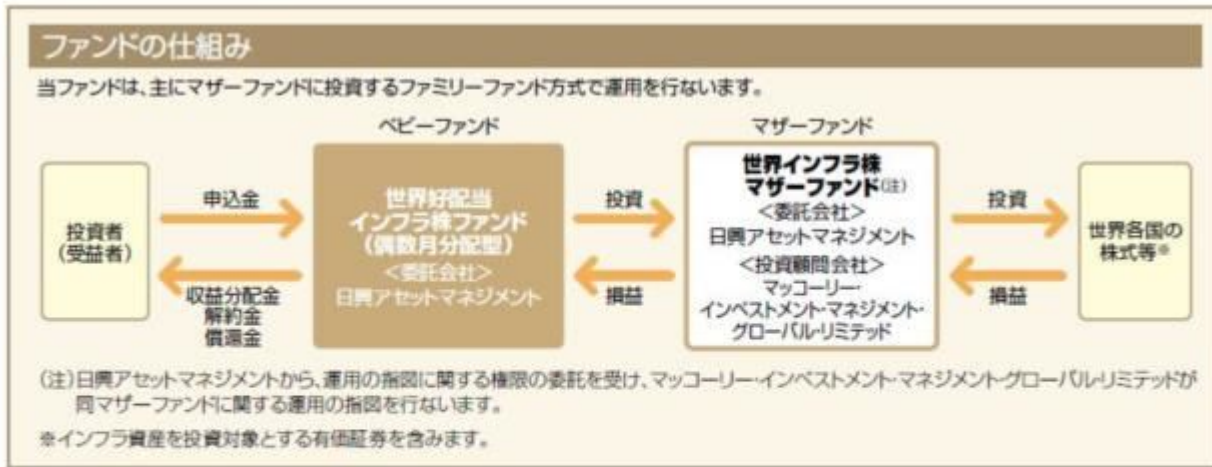 ファンドの仕組み
当ファンドは、主にマザーファンドに投資するファミリーファンド方式で運用を行ないます。
ベビーファンド
マザーファンド
投資者
(受益者)
申込金
収益分配金
解約金
償還金
世界好配当
インフラ株ファンド
(偶数月分配型)
<委託会社>
日興アセットマネジメント
投資
損益
世界インフラ株
マザーファンド(注)
<委託会社>
日興アセットマネジメント
<投資顧問会社>
マッコーリー・
インベストメント・マネジメント・
グローバル・リミテッド
投資
損益
世界各国の
株式等※
(注)日興アセットマネジメントから、運用の指図に関する権限の委託を受け、マッコーリー・インベストメント・マネジメント・グローバル・リミテッドが
同マザーファンドに関する運用の指図を行ないます。
※インフラ資産を投資対象とする有価証券を含みます。